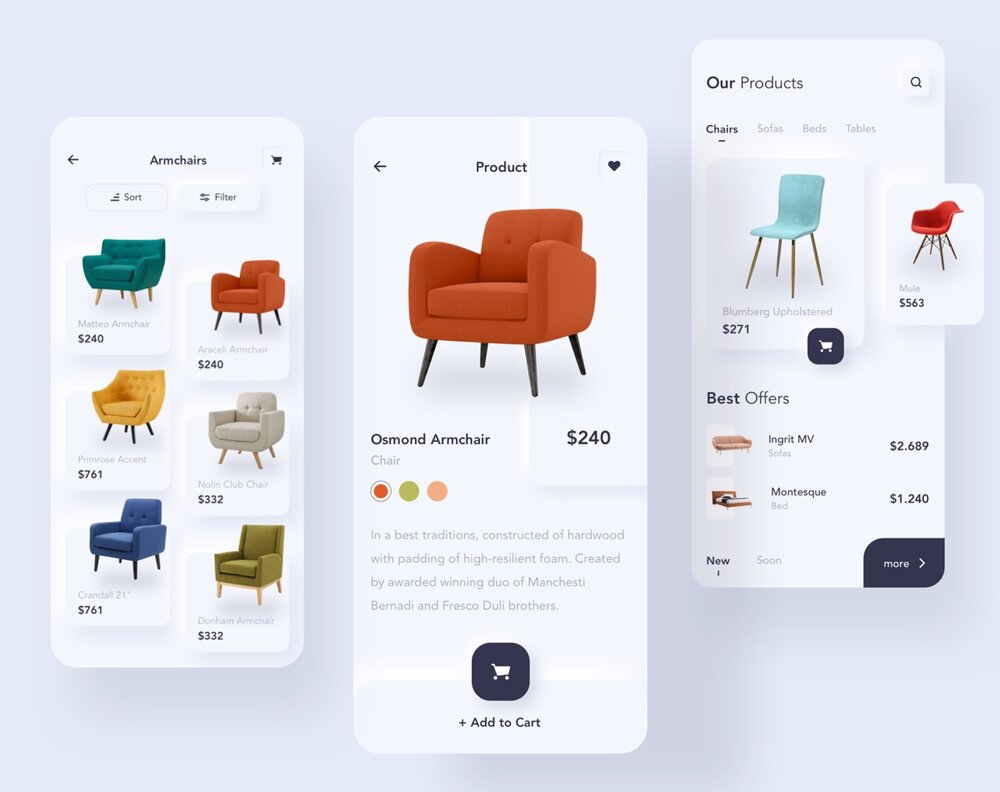 Armchairs
Sort
Filter
Matteo Armchair
$240
Araceli Armchair
$240
Primrose Accent
$761
Nolin Club Chair
$332
Crandall 21"
$761
Donham Armchair
$332
Product
Osmond Armchair
$240
Chair
In a best traditions, constructed of hardwood
with padding of high-resilient foam. Created
by awarded winning duo of Manchesti
Bernadi and Fresco Duli brothers.
+ Add to Cart
Our Products
Chairs Sofas Beds Tables
Blumberg Upholstered
$271
Mule
$563
Best Offers
Ingrit MV
Sofas
$2.689
Montesque
Bed
$1.240
New Soon
more